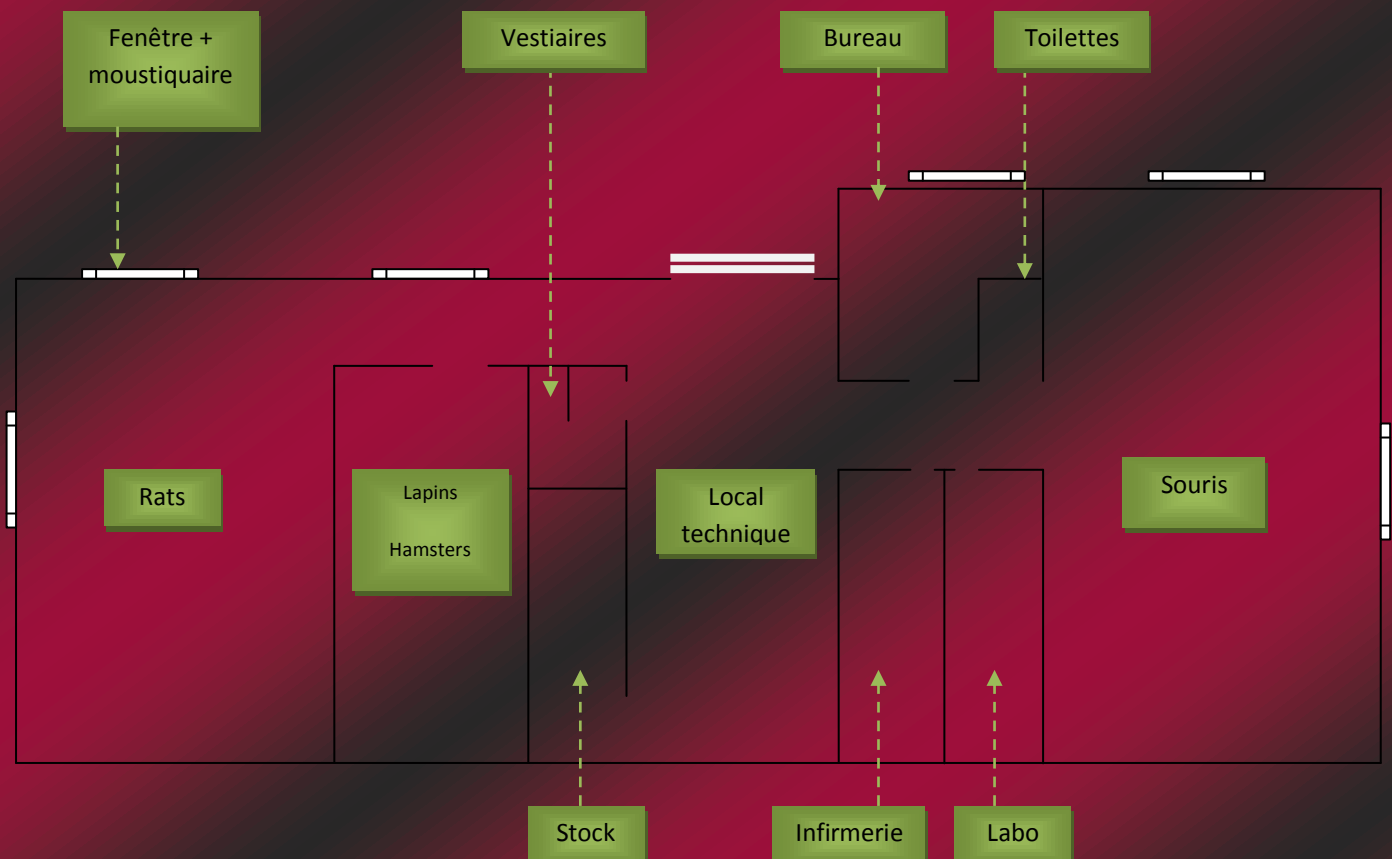 Fenêtre +
moustiquaire
Vestiaires
Bureau
Toilettes
Rats
Lapins
Hamsters
Local
technique
Souris
Stock
Infirmerie
Labo